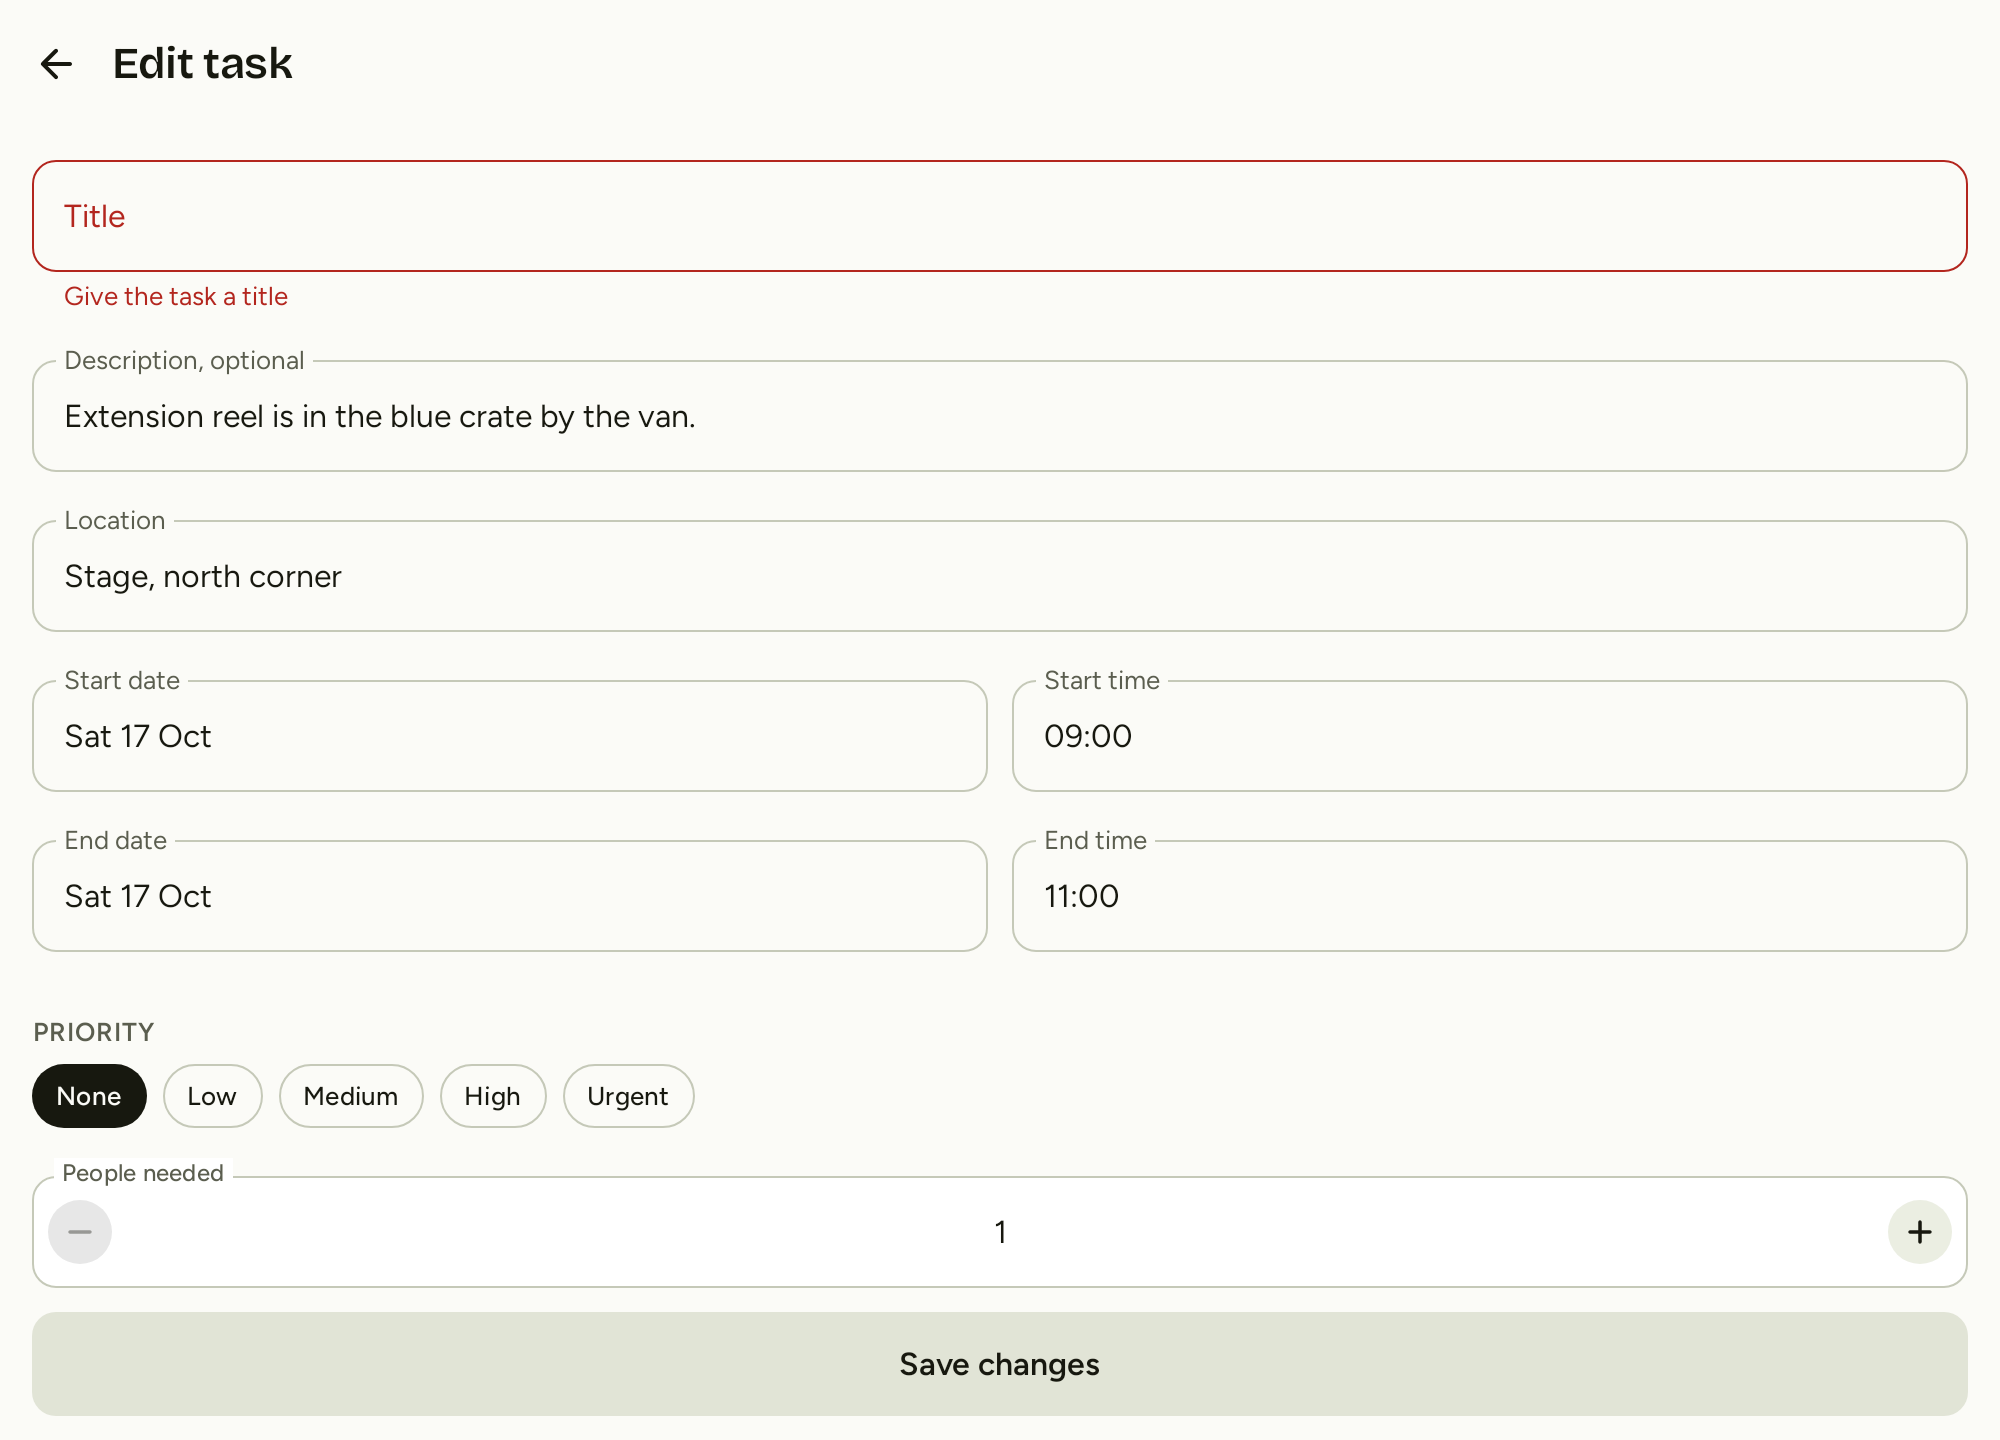 Edit task
Title
Give the task a title
Description, optional
Extension reel is in the blue crate by the van.
Location
Stage, north corner
Start date
Sat 17 Oct
Start time
09:00
End date
Sat 17 Oct
End time
11:00
PRIORITY
None
Low
Medium
High
Urgent
People needed
1
Save changes